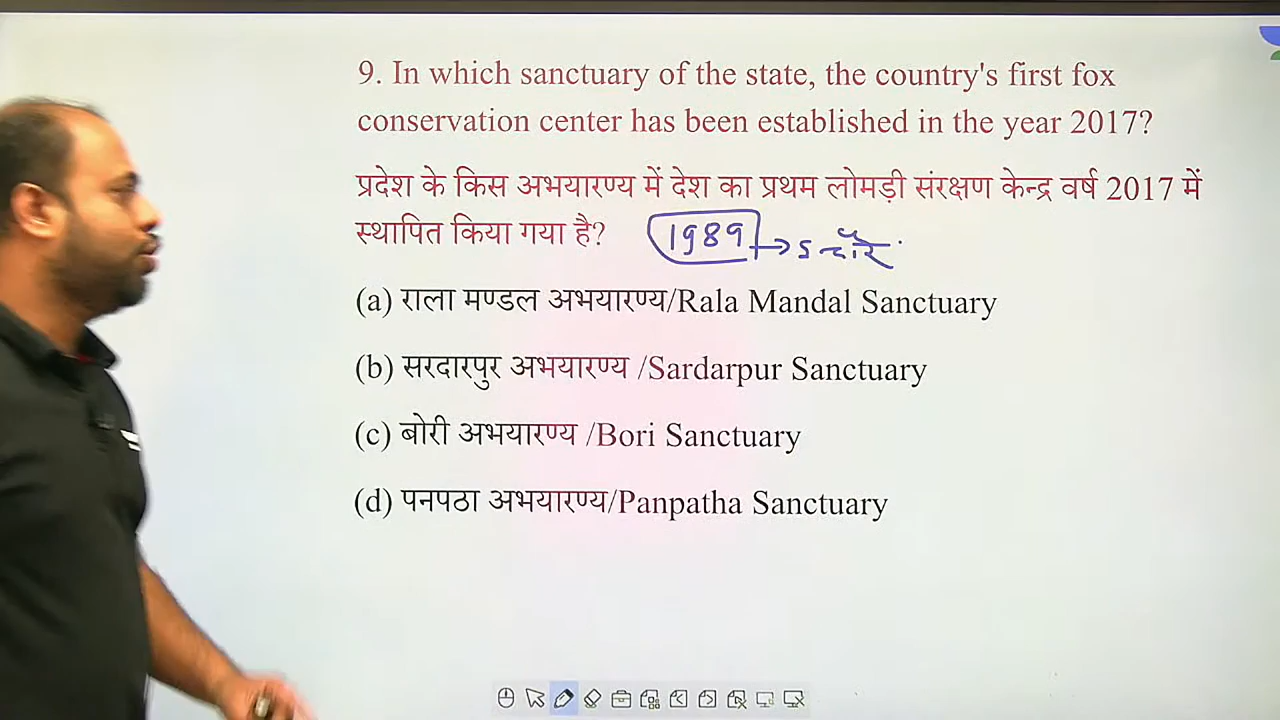 9. In which sanctuary of the state, the country's first fox
conservation center has been established in the year 2017?
प्रदेश के किस अभयारण्य में देश का प्रथम लोमड़ी संरक्षण केन्द्र वर्ष 2017 में
स्थापित किया गया है? 1989 → इन्दौर
(a) राला मण्डल अभयारण्य/Rala Mandal Sanctuary
(b) सरदारपुर अभयारण्य /Sardarpur Sanctuary
(c) बोरी अभयारण्य /Bori Sanctuary
(d) पनपठा अभयारण्य/Panpatha Sanctuary